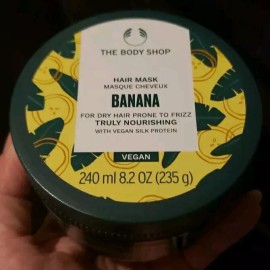 THE BODY SHOP
HAIR MASK
MASQUE CHEVEUX
BANANA
FOR DRY HAIR PRONE TO FRIZZ
TRULY NOURISHING
WITH VEGAN SILK PROTEIN
VEGAN
240 ml 8.2 OZ (235 g)